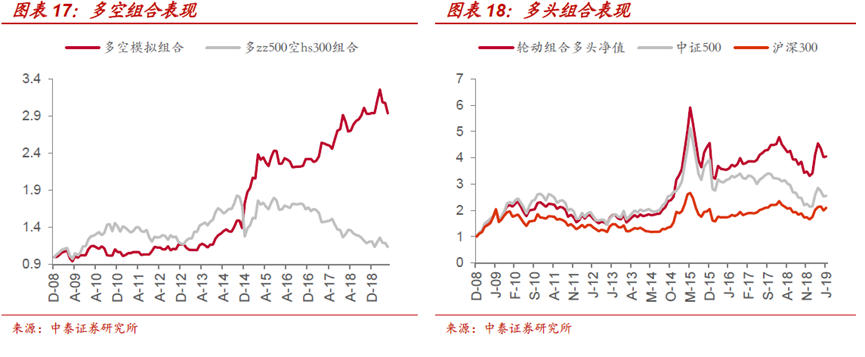 图表 17：多空组合表现
多空模拟组合 多zz500空hs300组合
3.4
2.9
2.4
1.9
1.4
0.9
D-08 A-09 A-10 D-10 A-11 A-12 D-12 A-13 A-14 D-14 A-15 A-16 D-16 A-17 A-18 D-18
来源：中泰证券研究所
图表 18：多头组合表现
轮动组合多头净值 中证500 沪深300
7
6
5
4
3
2
1
0
D-08 J-09 F-10 S-10 A-11 N-11 J-12 J-13 A-13 M-14 O-14 M-15 D-15 J-16 F-17 S-17 A-18 N-18 J-19
来源：中泰证券研究所